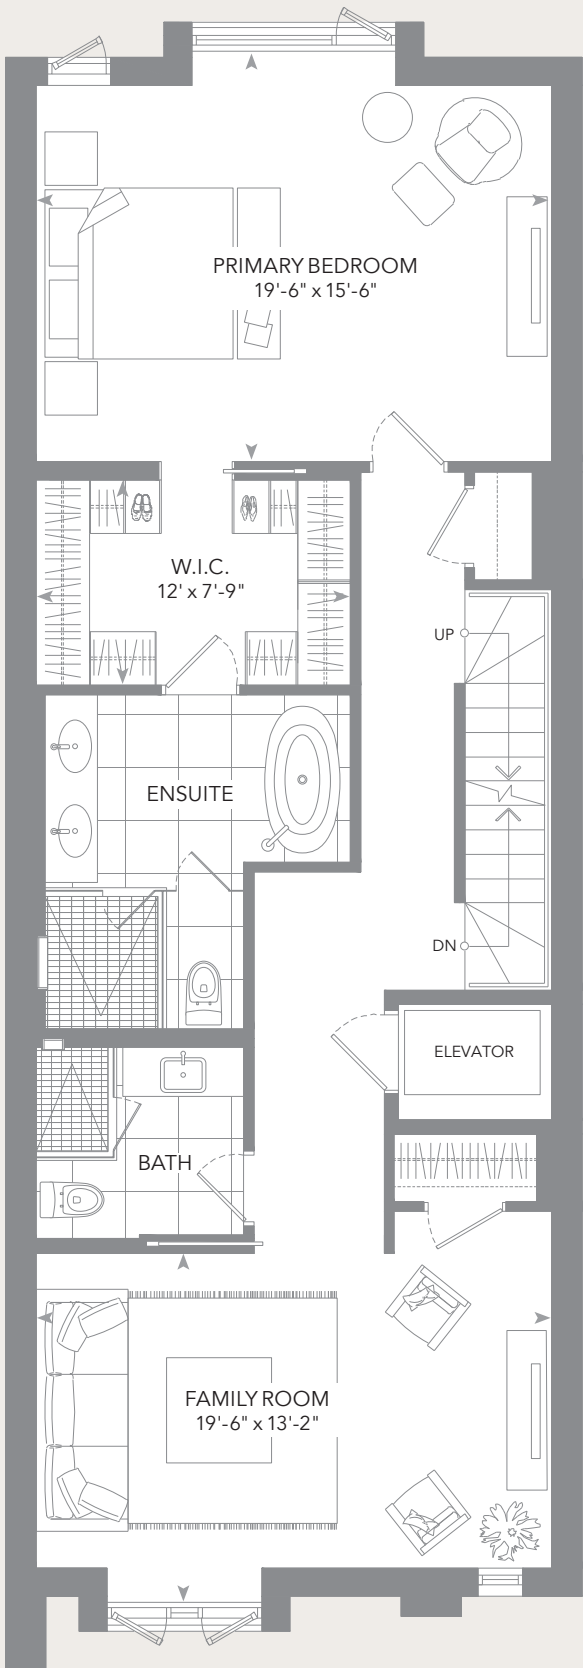 PRIMARY BEDROOM
19'-6" x 15'-6"
W.I.C.
12' x 7'-9"
UP
ENSUITE
DN
ELEVATOR
BATH
FAMILY ROOM
19'-6" x 13'-2"